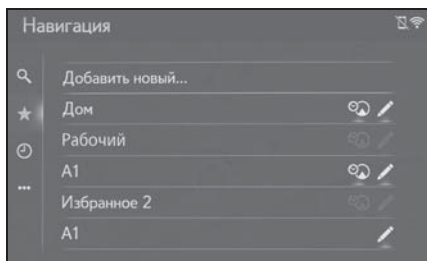 Навигация
Добавить новый...
Дом
Рабочий
A1
Избранное 2
A1